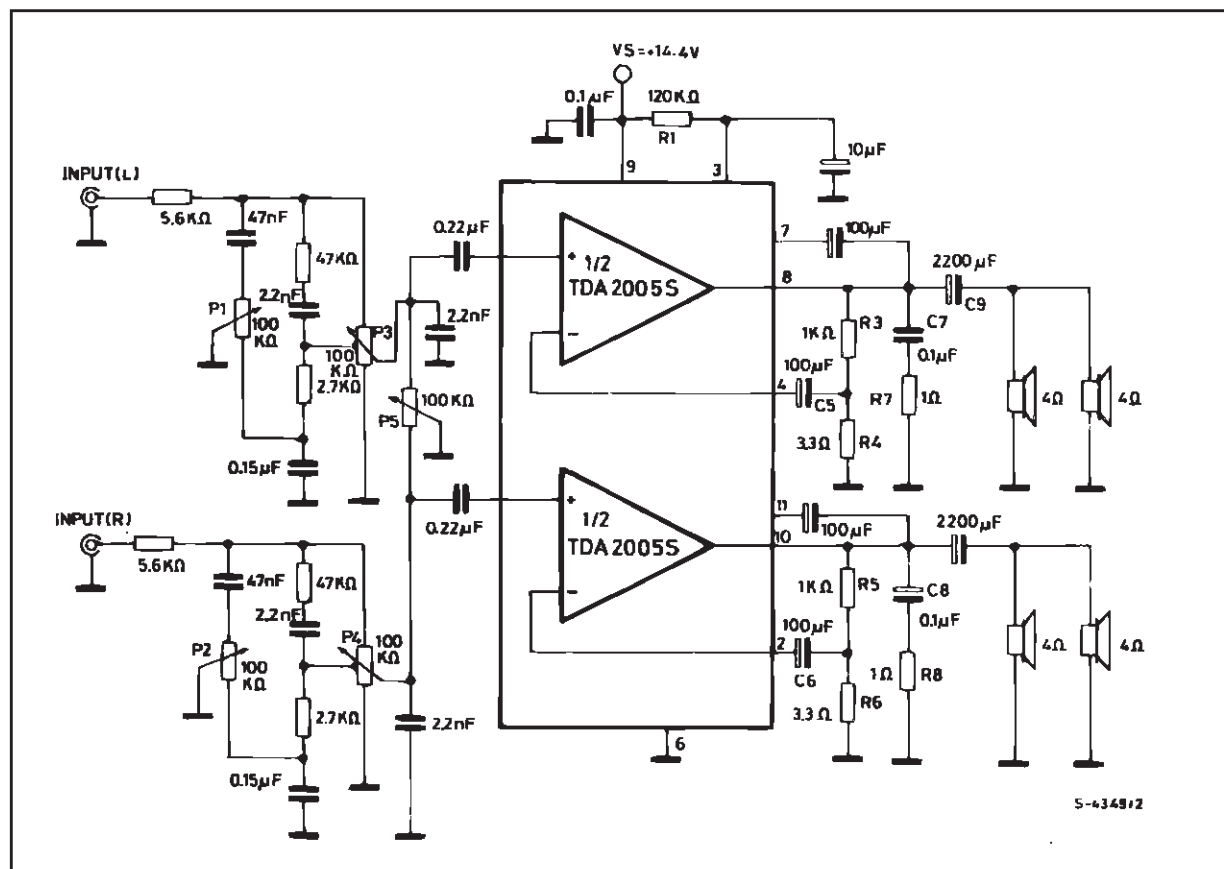 VS=+14.4V
0.1µF
120KΩ
R1
10µF
9
3
INPUT(L)
5.6KΩ
47nF
47KΩ
2.2nF
P1
100
KΩ
P3
100
KΩ
2.7KΩ
0.15µF
0.22µF
2.2nF
100KΩ
P5
1/2
TDA2005S
+
-
7
100µF
8
2200µF
C9
1KΩ
R3
C7
0.1µF
100µF
4
C5
R7
1Ω
3.3Ω
R4
4Ω
4Ω
INPUT(R)
5.6KΩ
47nF
47KΩ
2.2nF
P2
100
KΩ
P4
100
KΩ
2.7KΩ
0.15µF
2.2nF
0.22µF
1/2
TDA2005S
+
-
11
100µF
10
2200µF
1KΩ
R5
C8
0.1µF
100µF
2
C6
1Ω
R8
3.3Ω
R6
4Ω
4Ω
6